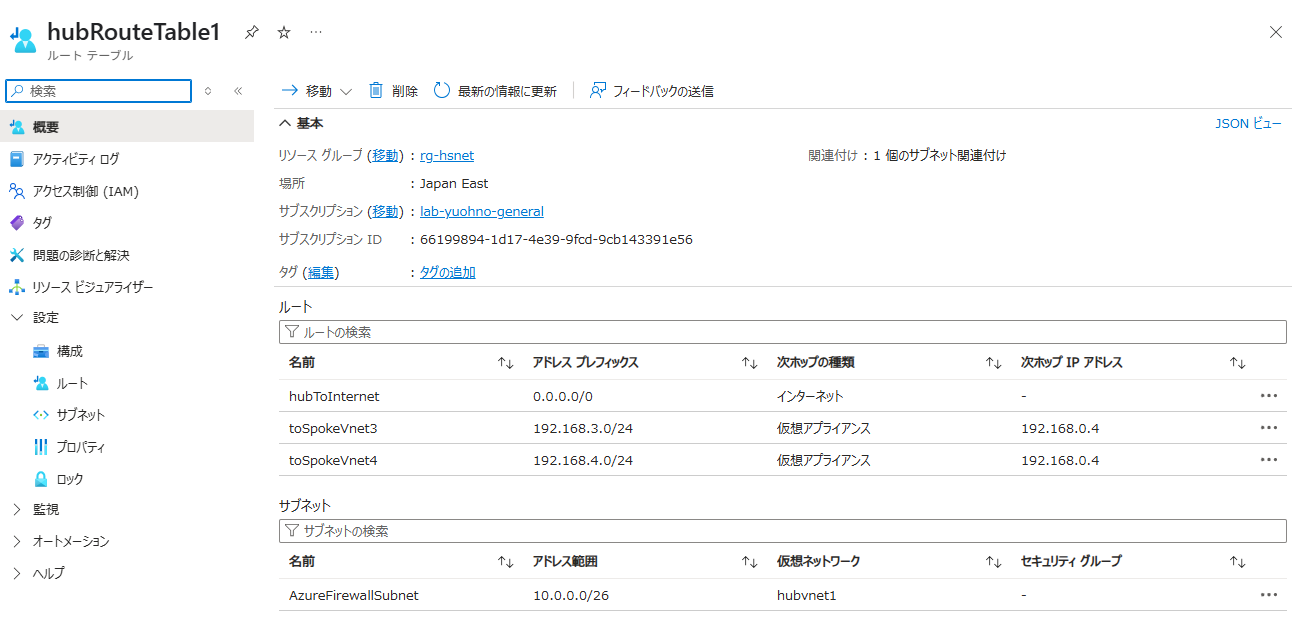 hubRouteTable1
ルート テーブル
検索
移動 削除 最新の情報に更新 フィードバックの送信
概要
アクティビティ ログ
アクセス制御 (IAM)
タグ
問題の診断と解決
リソース ビジュアライザー
設定
構成
ルート
サブネット
プロパティ
ロック
監視
オートメーション
ヘルプ
基本 JSON ビュー
リソース グループ (移動) : rg-hsnet 関連付け : 1 個のサブネット関連付け
場所 : Japan East
サブスクリプション (移動) : lab-yuohno-general
サブスクリプション ID : 66199894-1d17-4e39-9fcd-9cb143391e56
タグ (編集) : タグの追加
ルート
ルートの検索
名前 アドレス プレフィックス 次ホップの種類 次ホップ IP アドレス
hubToInternet 0.0.0.0/0 インターネット -
toSpokeVnet3 192.168.3.0/24 仮想アプライアンス 192.168.0.4
toSpokeVnet4 192.168.4.0/24 仮想アプライアンス 192.168.0.4
サブネット
サブネットの検索
名前 アドレス範囲 仮想ネットワーク セキュリティ グループ
AzureFirewallSubnet 10.0.0.0/26 hubvnet1 -